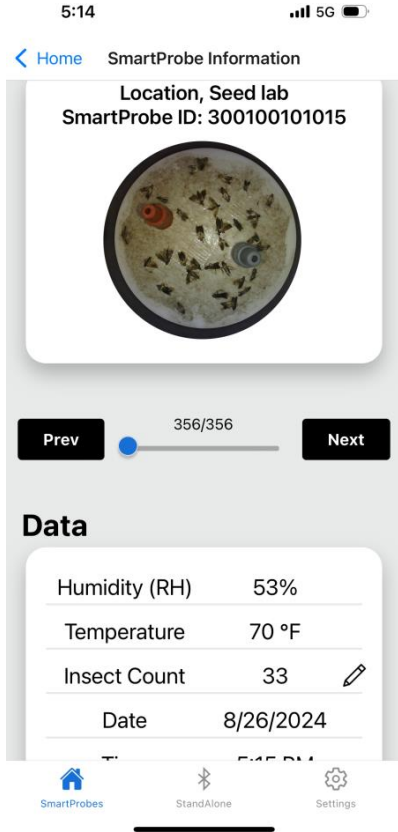 5:14 5G
Home SmartProbe Information
Location, Seed lab
SmartProbe ID: 300100101015
356/356
Prev Next
Data
Humidity (RH) 53%
Temperature 70 °F
Insect Count 33
Date 8/26/2024
SmartProbes StandAlone Settings